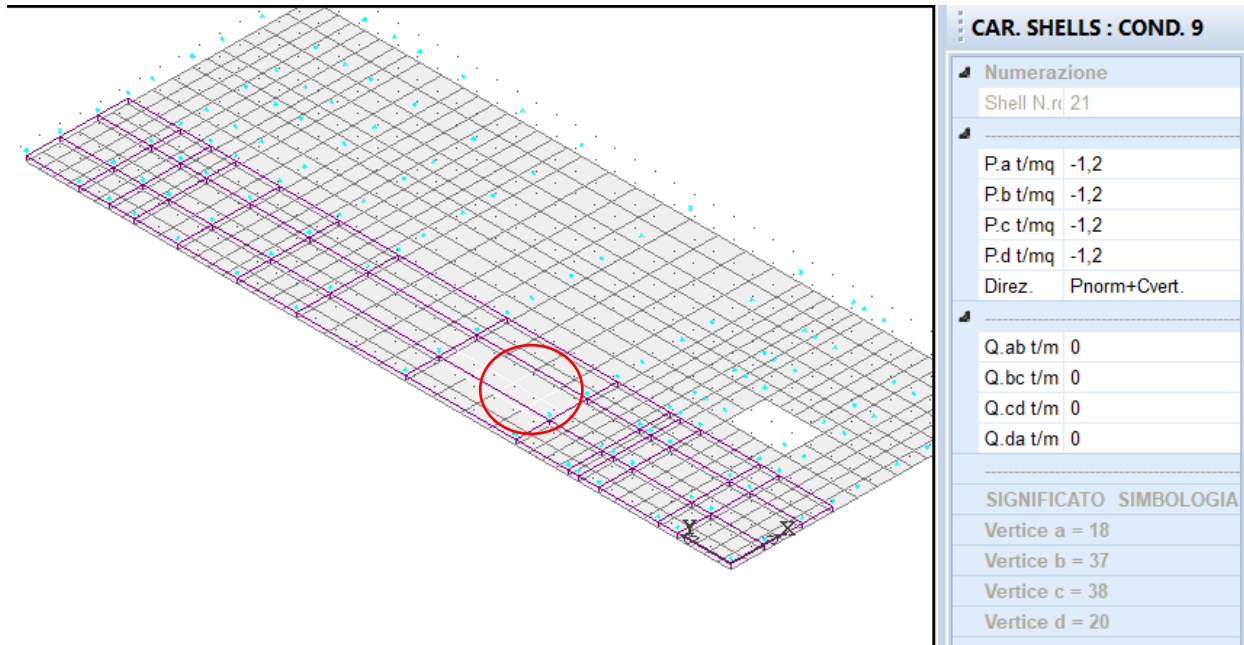 CAR. SHELLS : COND. 9
Numerazione
Shell N.ro 21
P.a t/mq -1,2
P.b t/mq -1,2
P.c t/mq -1,2
P.d t/mq -1,2
Direz. Pnorm+Cvert.
Q.ab t/m 0
Q.bc t/m 0
Q.cd t/m 0
Q.da t/m 0
SIGNIFICATO SIMBOLOGIA
Vertice a = 18
Vertice b = 37
Vertice c = 38
Vertice d = 20
Y X